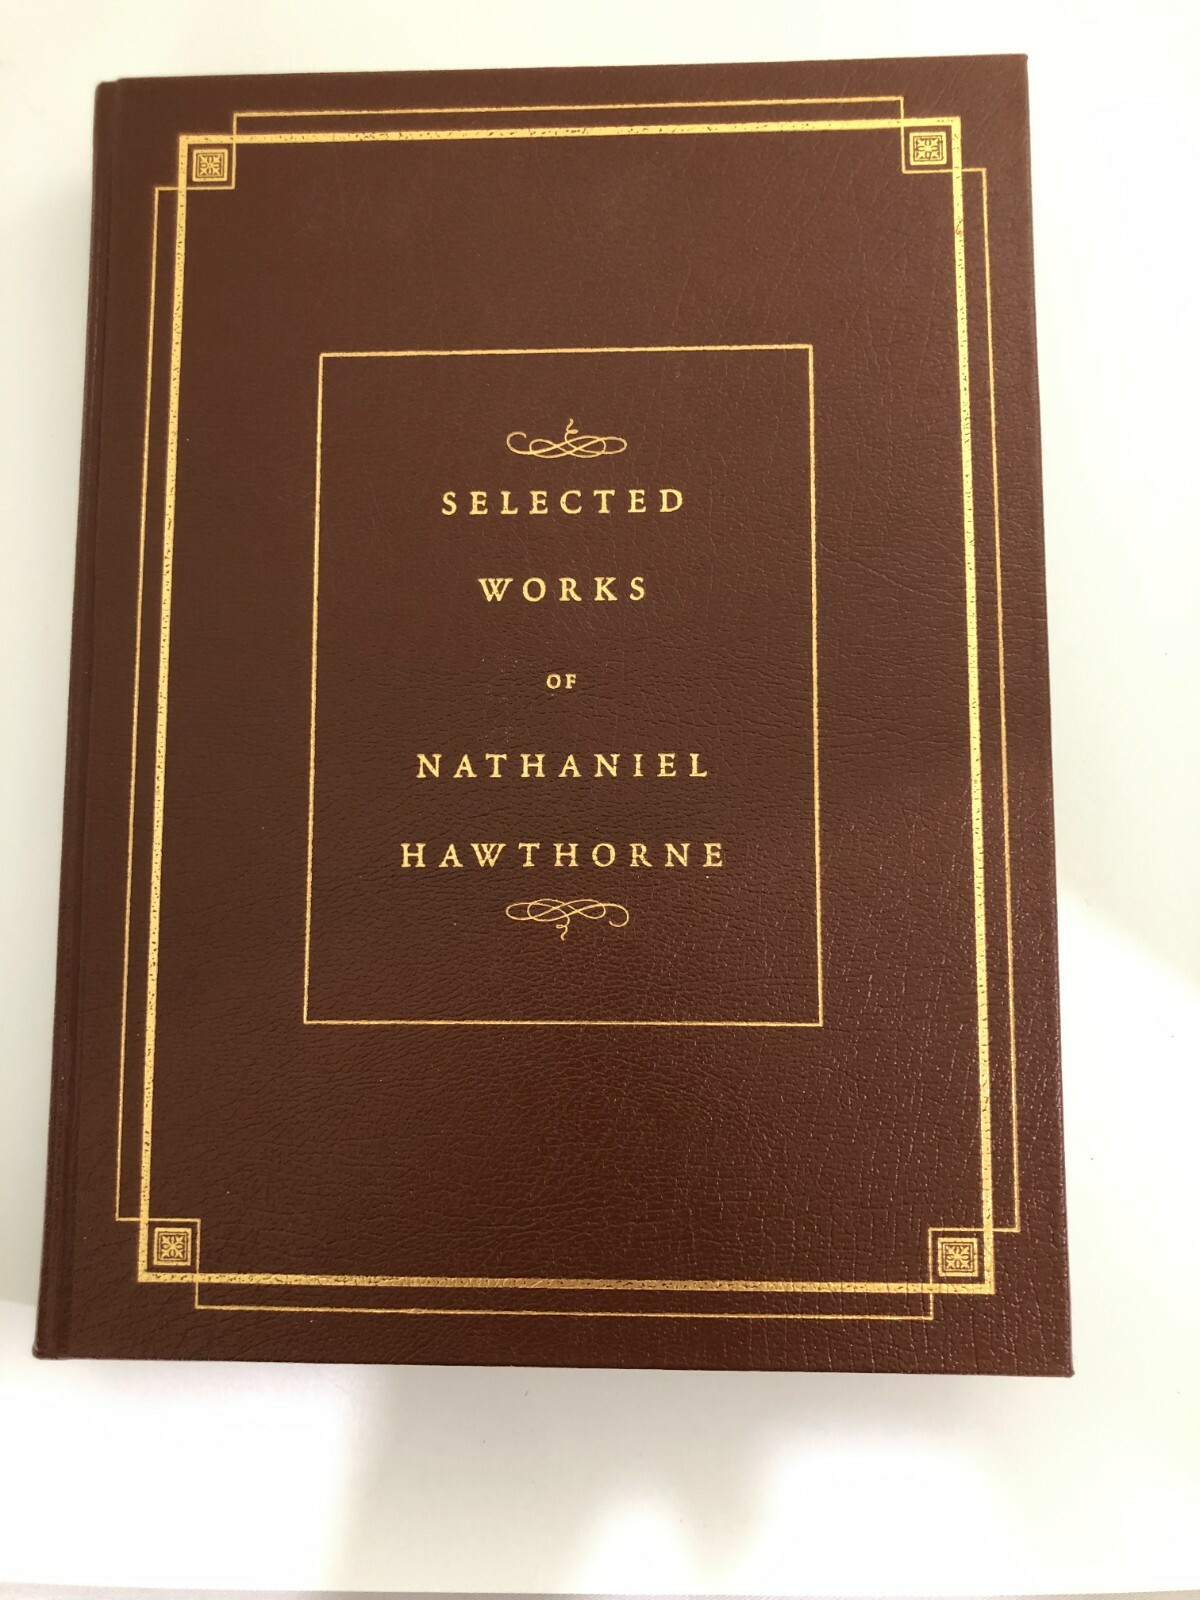 SELECTED
WORKS
OF
NATHANIEL
HAWTHORNE